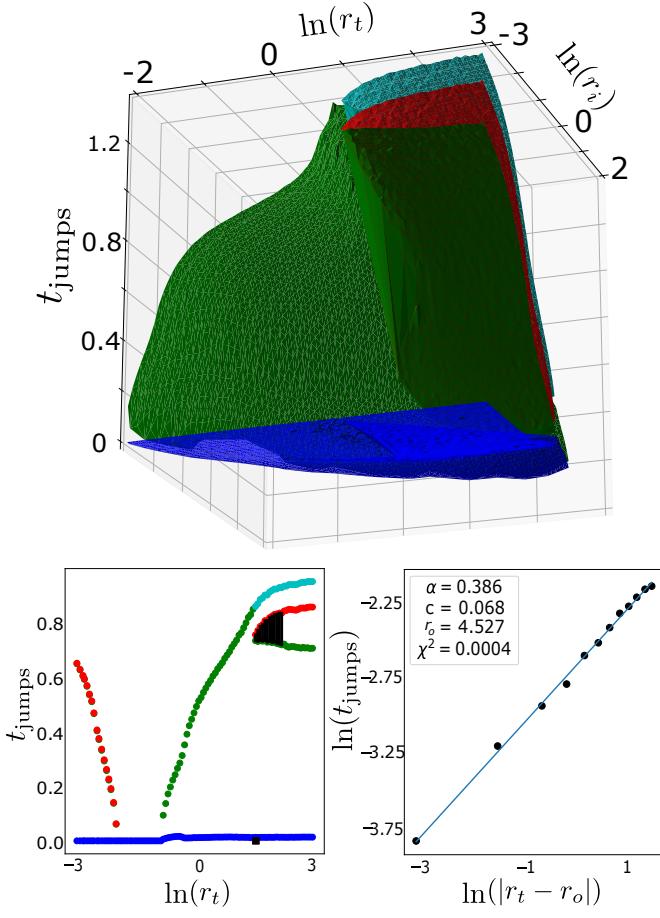 ln(r_t)
−2
0
3
−3
ln(r_i)
0
2
t_jumps
1.2
0.8
0.4
0
t_jumps
0.8
0.6
0.4
0.2
0.0
−3
0
3
ln(r_t)
α = 0.386
c = 0.068
r_o = 4.527
χ² = 0.0004
ln(t_jumps)
−2.25
−2.75
−3.25
−3.75
−3
−1
1
ln(|r_t − r_o|)